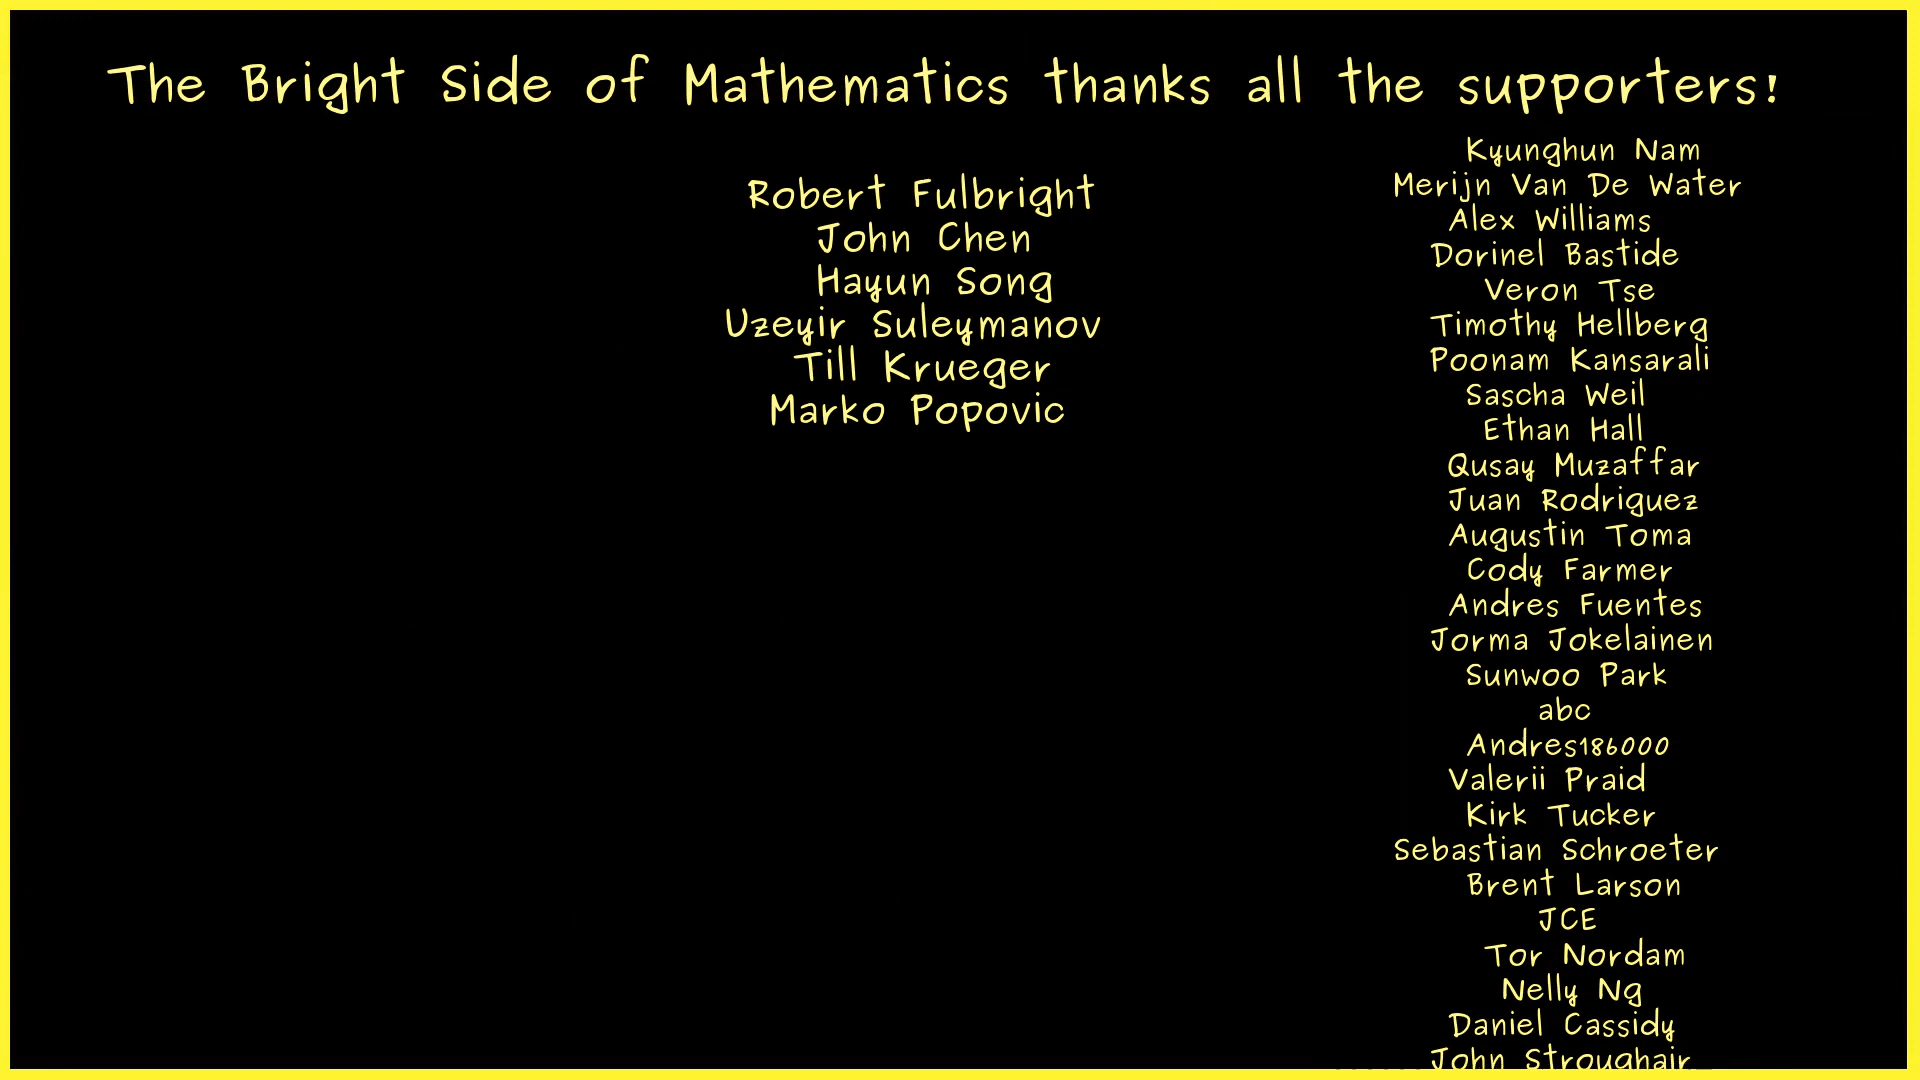 The Bright Side of Mathematics thanks all the supporters!
Robert Fulbright
John Chen
Hayun Song
Uzeyir Suleymanov
Till Krueger
Marko Popovic
Kyunghun Nam
Merijn Van De Water
Alex Williams
Dorinel Bastide
Veron Tse
Timothy Hellberg
Poonam Kansarali
Sascha Weil
Ethan Hall
Qusay Muzaffar
Juan Rodriguez
Augustin Toma
Cody Farmer
Andres Fuentes
Jorma Jokelainen
Sunwoo Park
abc
Andres186000
Valerii Praid
Kirk Tucker
Sebastian Schroeter
Brent Larson
JCE
Tor Nordam
Nelly Ng
Daniel Cassidy
John Stroughair